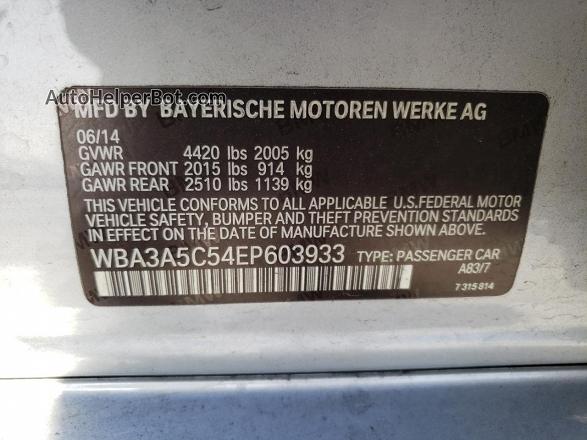 AutoHelperBot.com
MFD BY BAYERISCHE MOTOREN WERKE AG
06/14
GVWR 4420 lbs 2005 kg
GAWR FRONT 2015 lbs 914 kg
GAWR REAR 2510 lbs 1139 kg
THIS VEHICLE CONFORMS TO ALL APPLICABLE U.S.FEDERAL MOTOR
VEHICLE SAFETY, BUMPER AND THEFT PREVENTION STANDARDS
IN EFFECT ON THE DATE OF MANUFACTURE SHOWN ABOVE.
WBA3A5C54EP603933 TYPE: PASSENGER CAR
A83/7
7 315 814